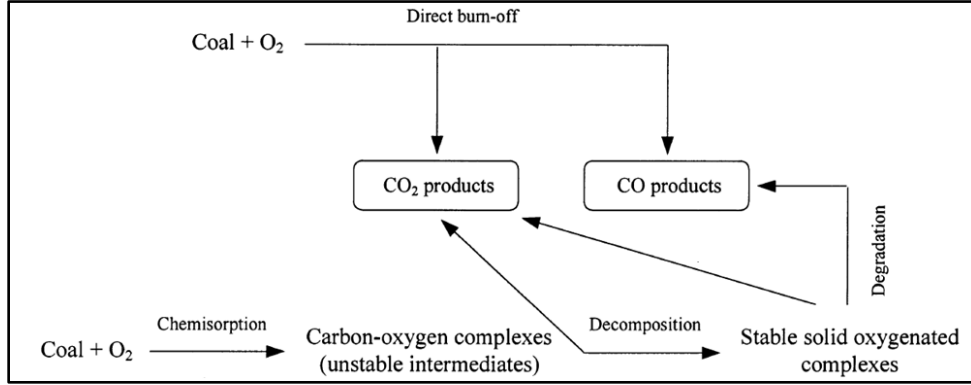 Direct burn-off
Coal + O₂
CO₂ products
CO products
Degradation
Chemisorption
Carbon-oxygen complexes
(unstable intermediates)
Decomposition
Stable solid oxygenated
complexes
Coal + O₂